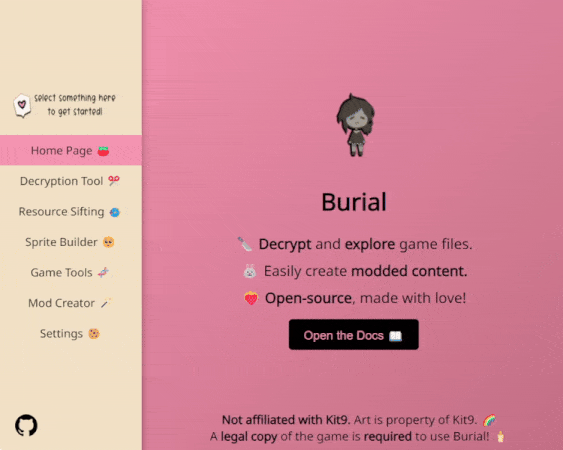 select something here
to get started!
Home Page 🍓
Decryption Tool 🎀
Resource Sifting
Sprite Builder
Game Tools
Mod Creator 🪄
Settings 🍪
Burial
🔪 Decrypt and explore game files.
🐰 Easily create modded content.
Open-source, made with love!
Open the Docs 📖
Not affiliated with Kit9. Art is property of Kit9. 🌈
A legal copy of the game is required to use Burial! 🕯️